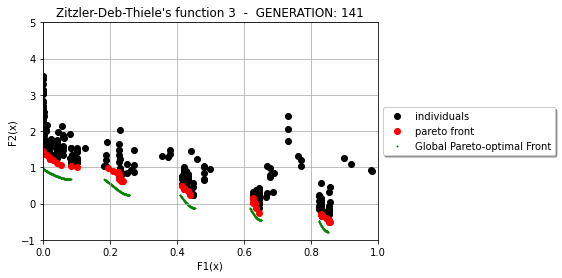 Zitzler-Deb-Thiele's function 3 - GENERATION: 141
5
4
3
2
1
0
−1
F2(x)
0.0 0.2 0.4 0.6 0.8 1.0
F1(x)
individuals
pareto front
Global Pareto-optimal Front